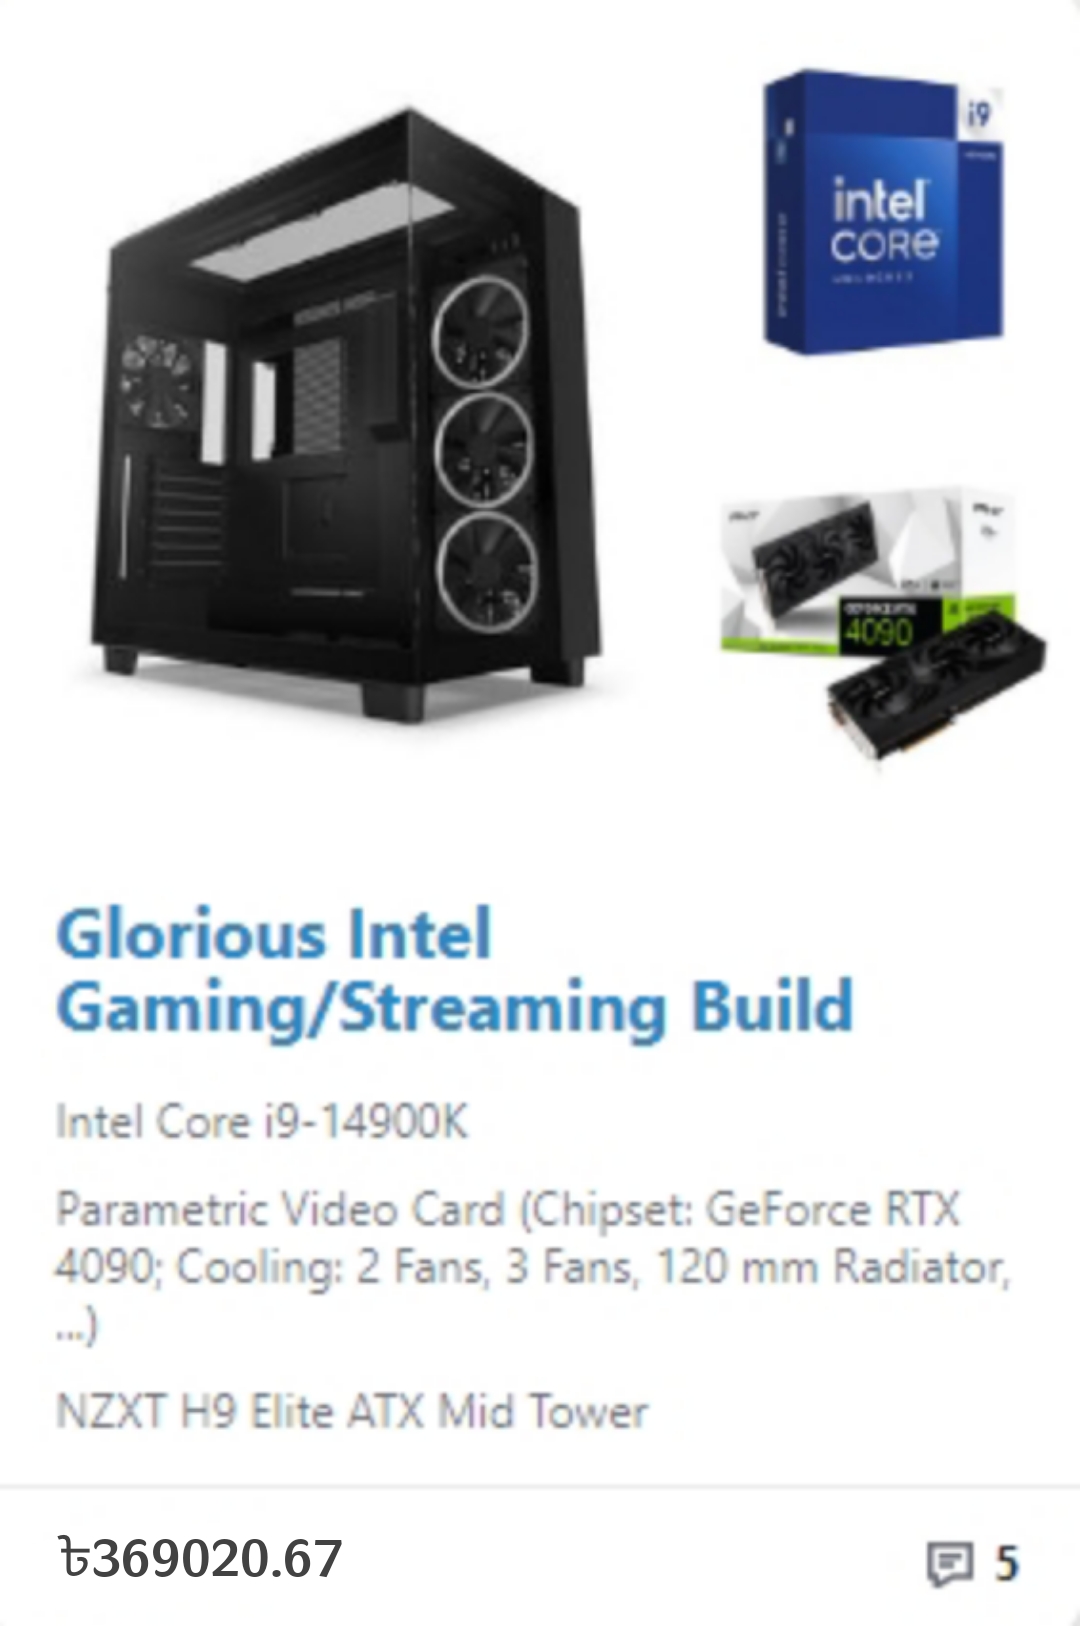 i9
intel
CORE
4090
Glorious Intel
Gaming/Streaming Build
Intel Core i9-14900K
Parametric Video Card (Chipset: GeForce RTX
4090; Cooling: 2 Fans, 3 Fans, 120 mm Radiator,
...)
NZXT H9 Elite ATX Mid Tower
৳369020.67
5